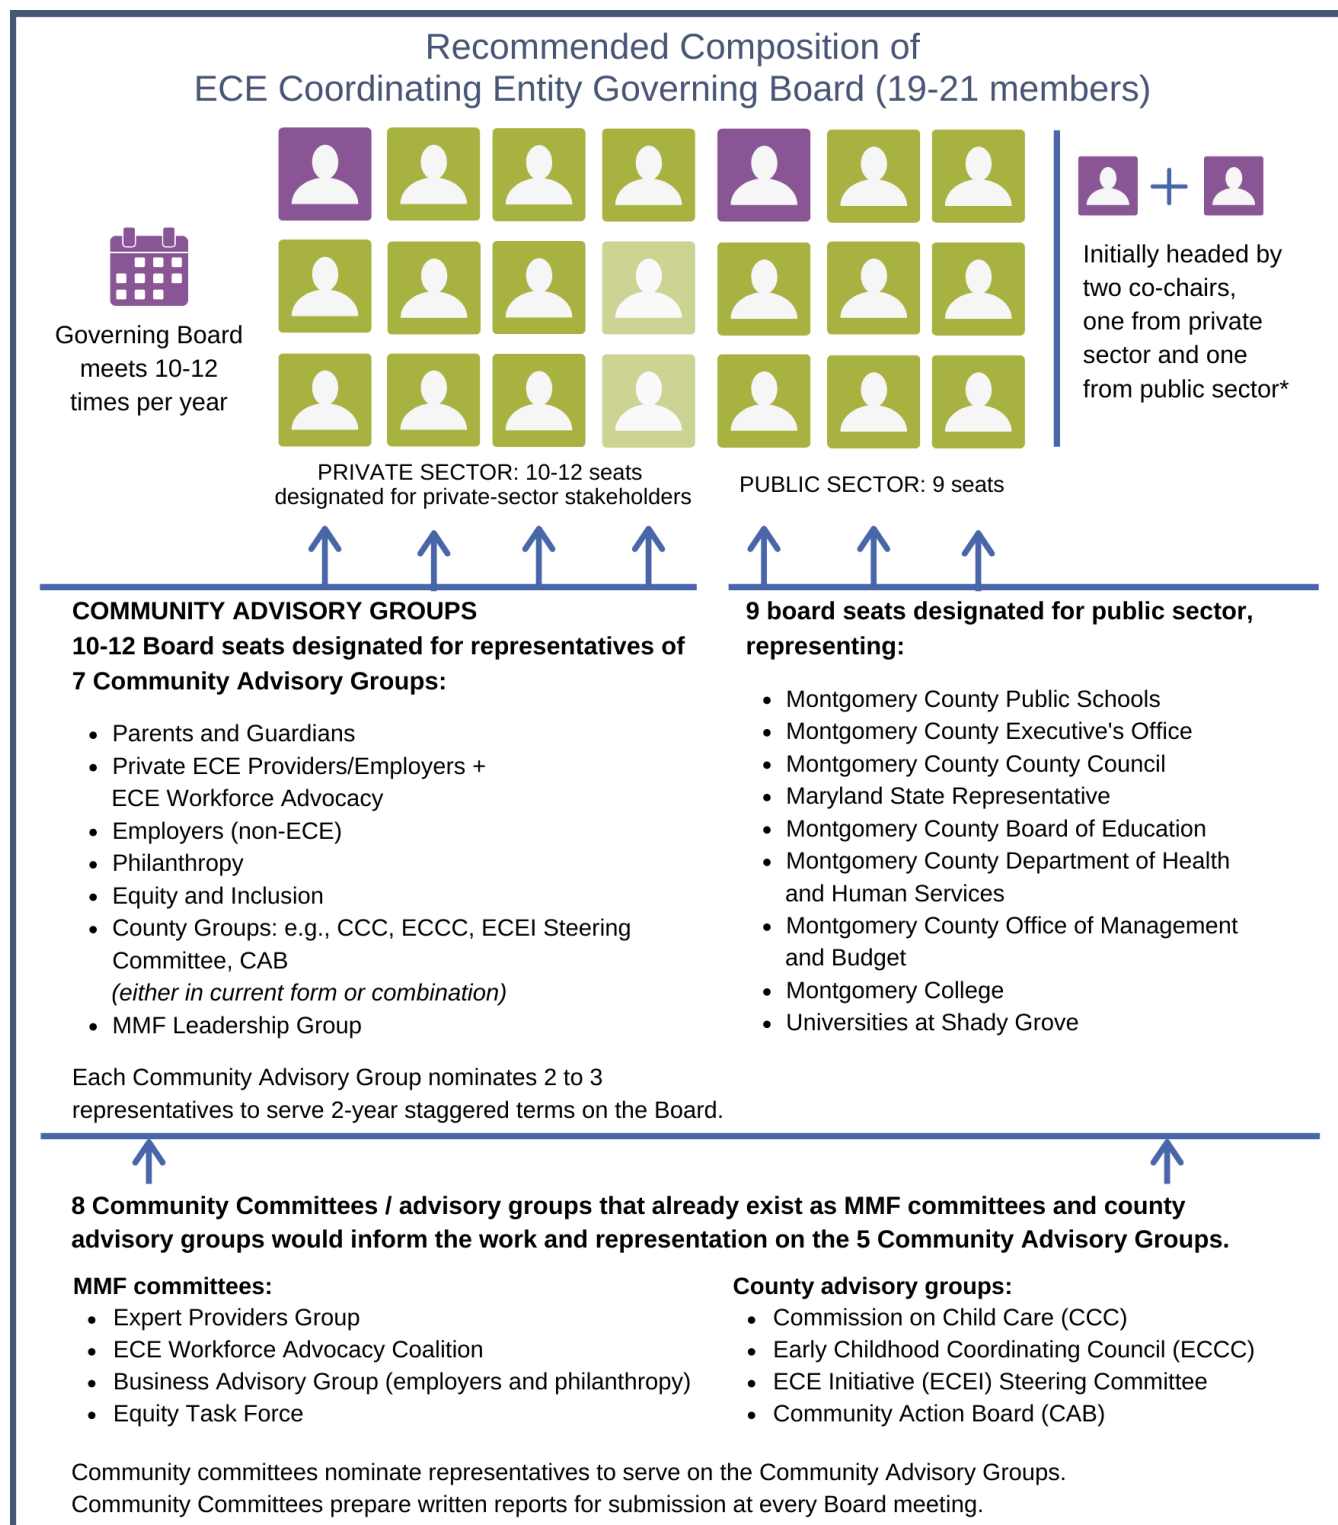 Recommended Composition of
ECE Coordinating Entity Governing Board (19-21 members)
Governing Board
meets 10-12
times per year
Initially headed by
two co-chairs,
one from private
sector and one
from public sector*
PRIVATE SECTOR: 10-12 seats
designated for private-sector stakeholders
PUBLIC SECTOR: 9 seats
COMMUNITY ADVISORY GROUPS
10-12 Board seats designated for representatives of
7 Community Advisory Groups:
• Parents and Guardians
• Private ECE Providers/Employers +
ECE Workforce Advocacy
• Employers (non-ECE)
• Philanthropy
• Equity and Inclusion
• County Groups: e.g., CCC, ECCC, ECEI Steering
Committee, CAB
(either in current form or combination)
• MMF Leadership Group
Each Community Advisory Group nominates 2 to 3
representatives to serve 2-year staggered terms on the Board.
9 board seats designated for public sector,
representing:
• Montgomery County Public Schools
• Montgomery County Executive's Office
• Montgomery County County Council
• Maryland State Representative
• Montgomery County Board of Education
• Montgomery County Department of Health
and Human Services
• Montgomery County Office of Management
and Budget
• Montgomery College
• Universities at Shady Grove
8 Community Committees / advisory groups that already exist as MMF committees and county
advisory groups would inform the work and representation on the 5 Community Advisory Groups.
MMF committees:
• Expert Providers Group
• ECE Workforce Advocacy Coalition
• Business Advisory Group (employers and philanthropy)
• Equity Task Force
County advisory groups:
• Commission on Child Care (CCC)
• Early Childhood Coordinating Council (ECCC)
• ECE Initiative (ECEI) Steering Committee
• Community Action Board (CAB)
Community committees nominate representatives to serve on the Community Advisory Groups.
Community Committees prepare written reports for submission at every Board meeting.